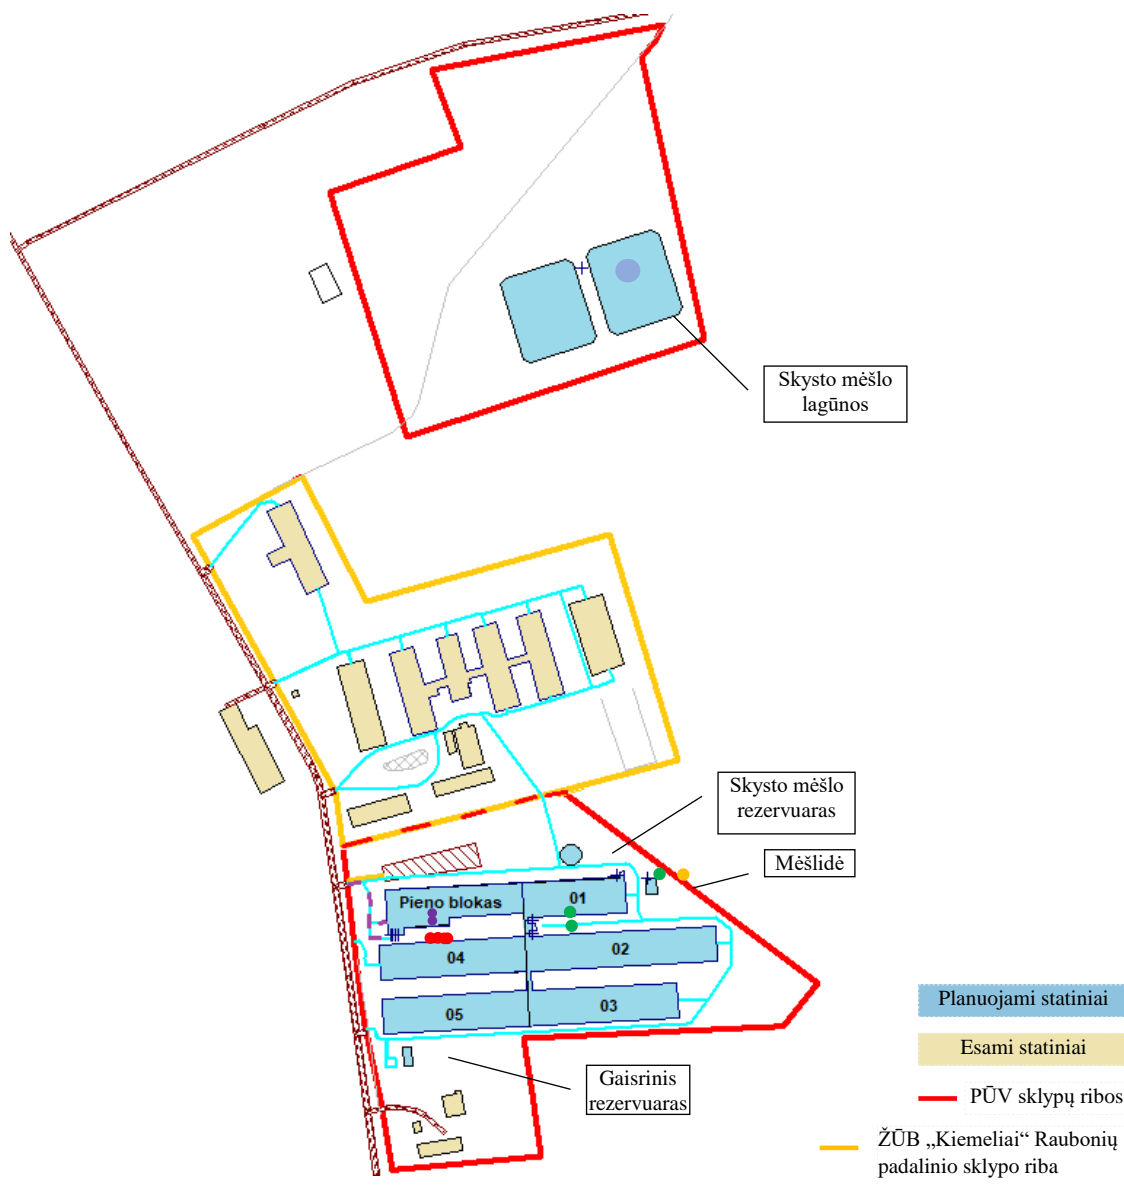 Skysto mėšlo
lagūnos
Skysto mėšlo
rezervuaras
Mėšlidė
Pieno blokas
01
02
04
03
05
Gaisrinis
rezervuaras
Planuojami statiniai
Esami statiniai
PŪV sklypų ribos
ŽŪB „Kiemeliai“ Raubonių
padalinio sklypo riba